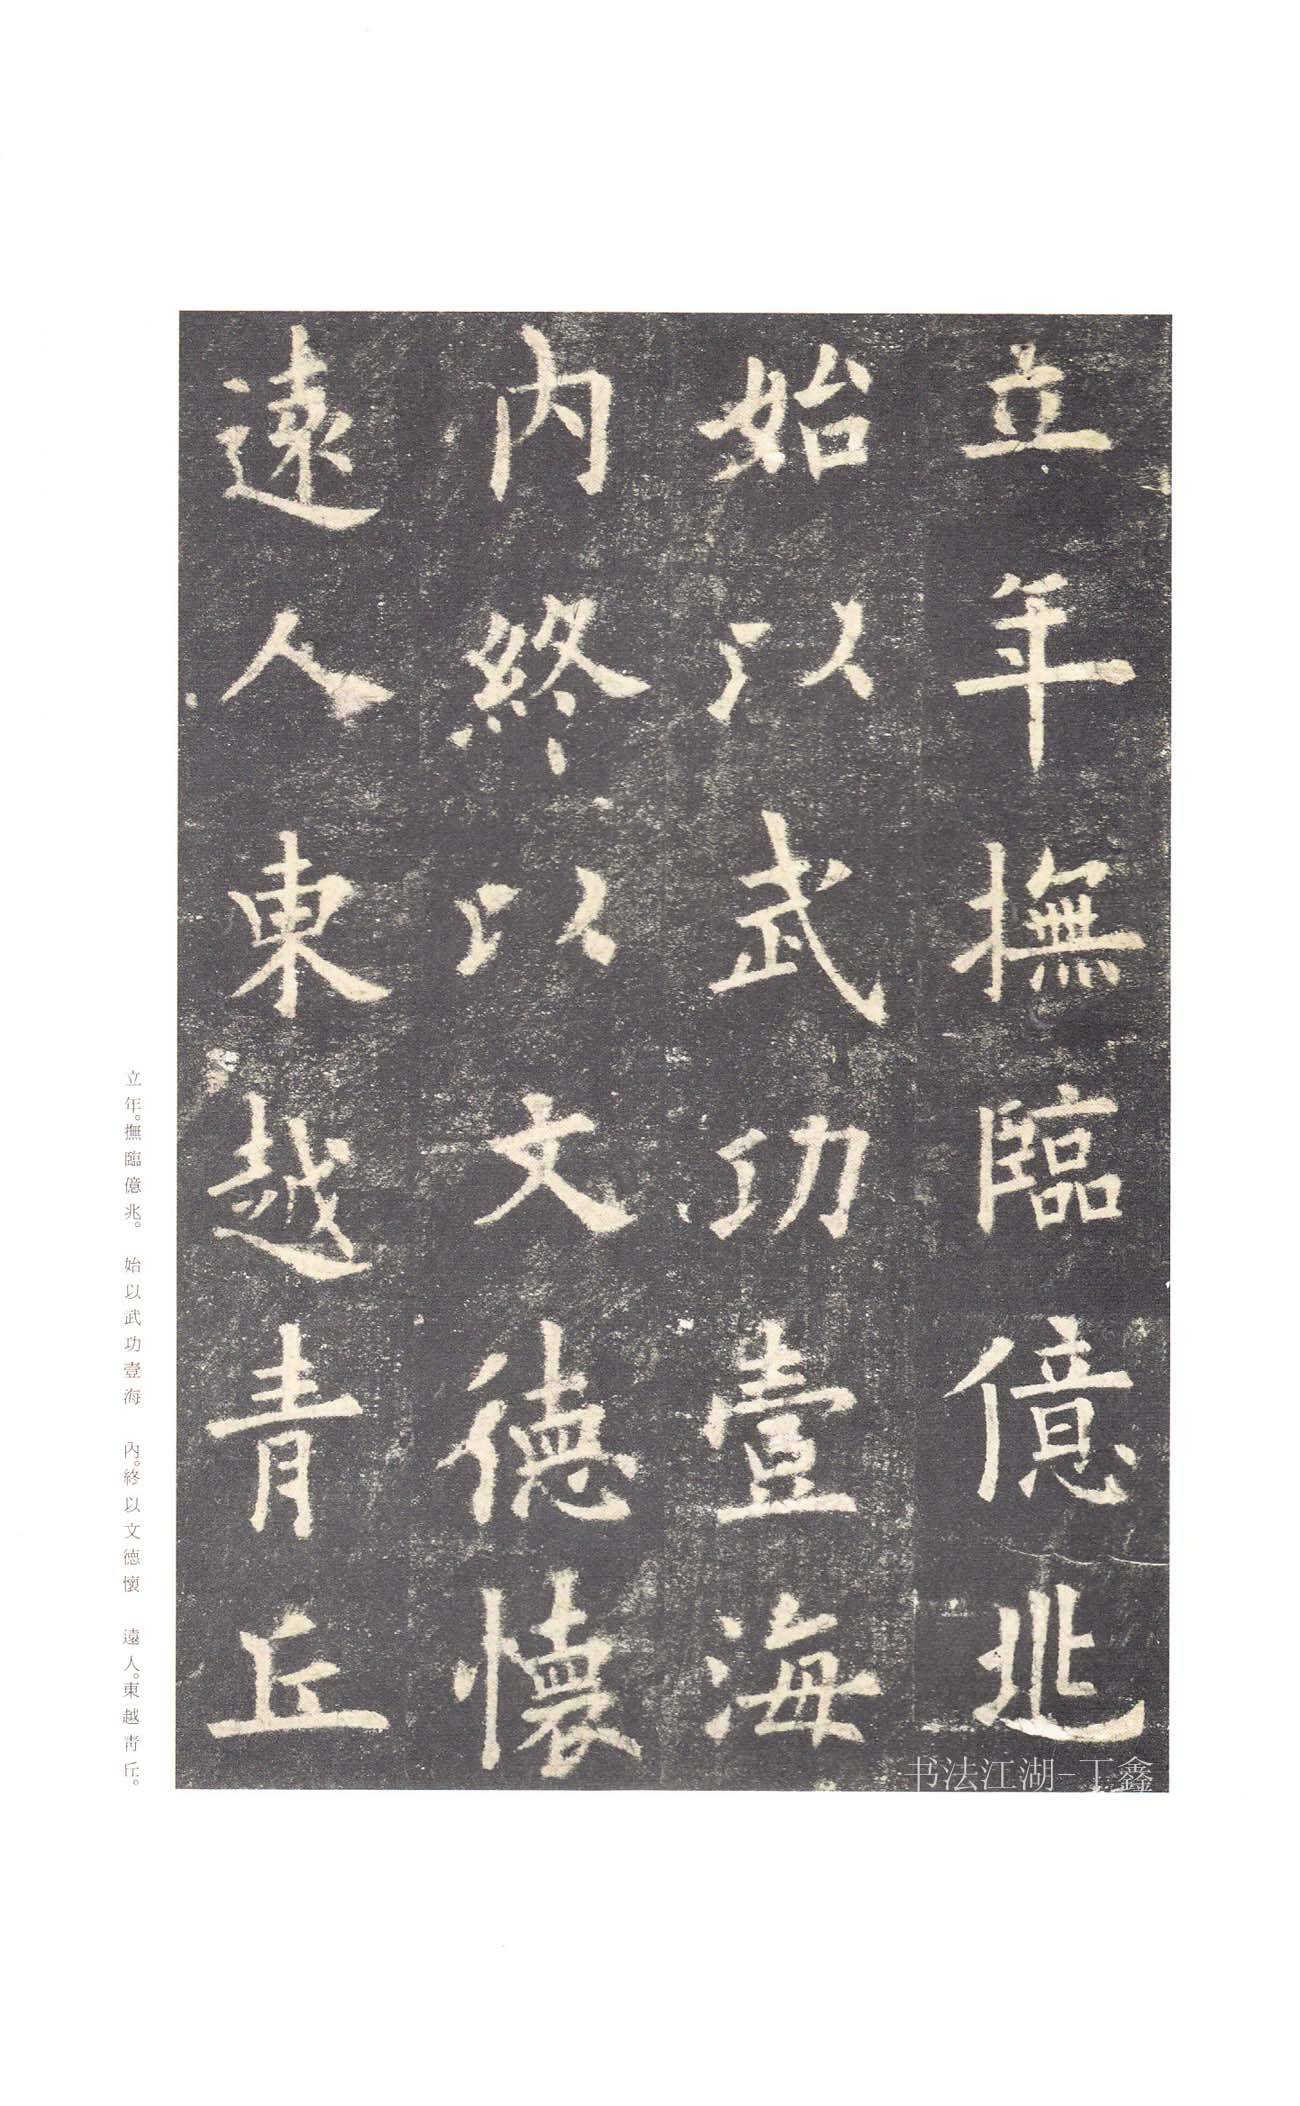 立年撫臨億兆
始以武功壹海
內終以文德懷
遠人東越青丘
立年。撫臨億兆。　始以武功壹海　內。終以文德懷　遠人。東越靑丘。
书法江湖-丁鑫